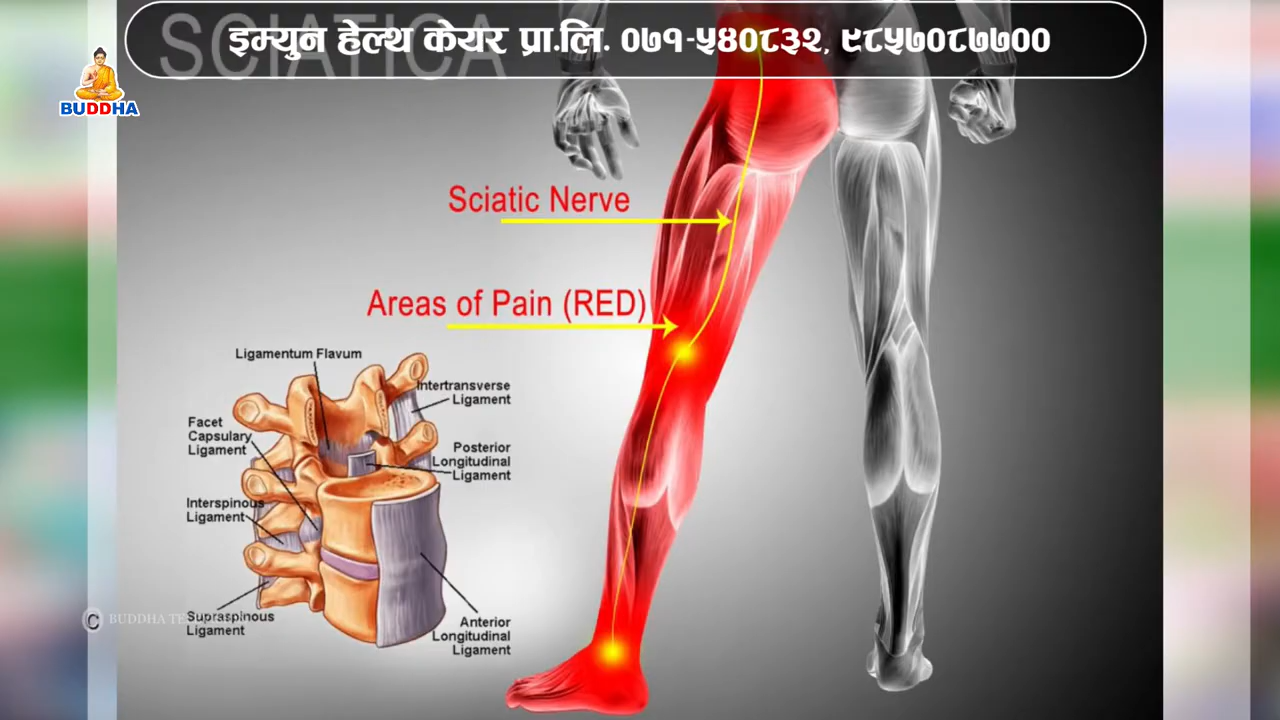 SCIATICA
इम्युन हेल्थ केयर प्रा.लि. ०७१-५४०८३२, ९८५७०८७७००
BUDDHA
Sciatic Nerve
Areas of Pain (RED)
Ligamentum Flavum
Intertransverse
Ligament
Facet
Capsulary
Ligament
Posterior
Longitudinal
Ligament
Interspinous
Ligament
Supraspinous
Ligament
Anterior
Longitudinal
Ligament
© BUDDHA